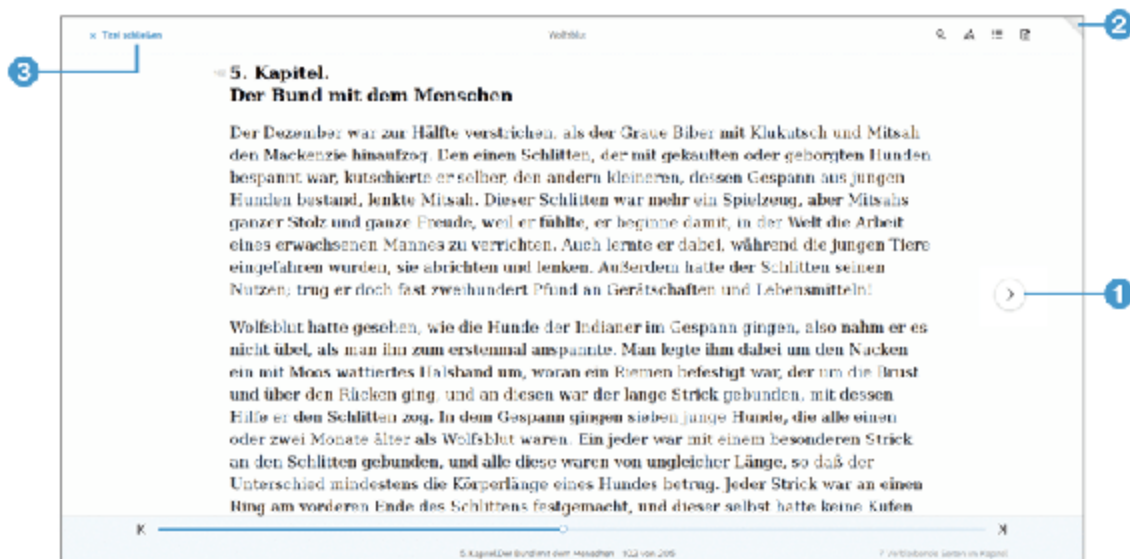 2
× Titel schließen
Wolfsblut
3
5. Kapitel.
Der Bund mit dem Menschen
Der Dezember war zur Hälfte verstrichen, als der Graue Biber mit Klukutsch und Mitsah
den Mackenzie hinaufzog. Den einen Schlitten, der mit gekauften oder geborgten Hunden
bespannt war, kutschierte er selber, den andern kleineren, dessen Gespann aus jungen
Hunden bestand, lenkte Mitsah. Dieser Schlitten war mehr ein Spielzeug, aber Mitsahs
ganzer Stolz und ganze Freude, weil er fühlte, er beginne damit, in der Welt die Arbeit
eines erwachsenen Mannes zu verrichten. Auch lernte er dabei, während die jungen Tiere
eingefahren wurden, sie abrichten und lenken. Außerdem hatte der Schlitten seinen
Nutzen; trug er doch fast zweihundert Pfund an Gerätschaften und Lebensmitteln!
1
Wolfsblut hatte gesehen, wie die Hunde der Indianer im Gespann gingen, also nahm er es
nicht übel, als man ihn zum erstenmal anspannte. Man legte ihm dabei um den Nacken
ein mit Moos wattiertes Halsband um, woran ein Riemen befestigt war, der um die Brust
und über den Rücken ging, und an diesen war der lange Strick gebunden, mit dessen
Hilfe er den Schlitten zog. In dem Gespann gingen sieben junge Hunde, die alle einen
oder zwei Monate älter als Wolfsblut waren. Ein jeder war mit einem besonderen Strick
an den Schlitten gebunden, und alle diese waren von ungleicher Länge, so daß der
Unterschied mindestens die Körperlänge eines Hundes betrug. Jeder Strick war an einen
Ring am vorderen Ende des Schlittens festgemacht, und dieser selbst hatte keine Kufen
5. Kapitel.Der Bund mit dem Menschen
7 verbleibende Seiten im Kapitel